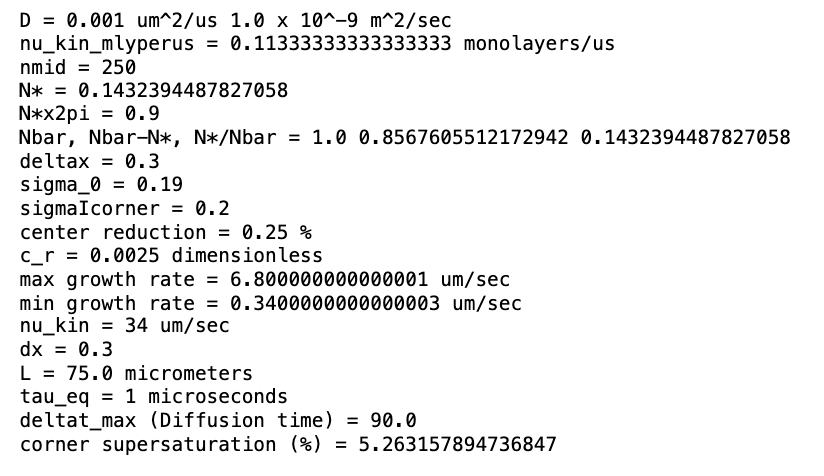 D = 0.001 um^2/us 1.0 x 10^-9 m^2/sec
nu_kin_mlyperus = 0.11333333333333333 monolayers/us
nmid = 250
N* = 0.1432394487827058
N*x2pi = 0.9
Nbar, Nbar-N*, N*/Nbar = 1.0 0.8567605512172942 0.1432394487827058
deltax = 0.3
sigma_0 = 0.19
sigmaIcorner = 0.2
center reduction = 0.25 %
c_r = 0.0025 dimensionless
max growth rate = 6.800000000000001 um/sec
min growth rate = 0.3400000000000003 um/sec
nu_kin = 34 um/sec
dx = 0.3
L = 75.0 micrometers
tau_eq = 1 microseconds
deltat_max (Diffusion time) = 90.0
corner supersaturation (%) = 5.263157894736847